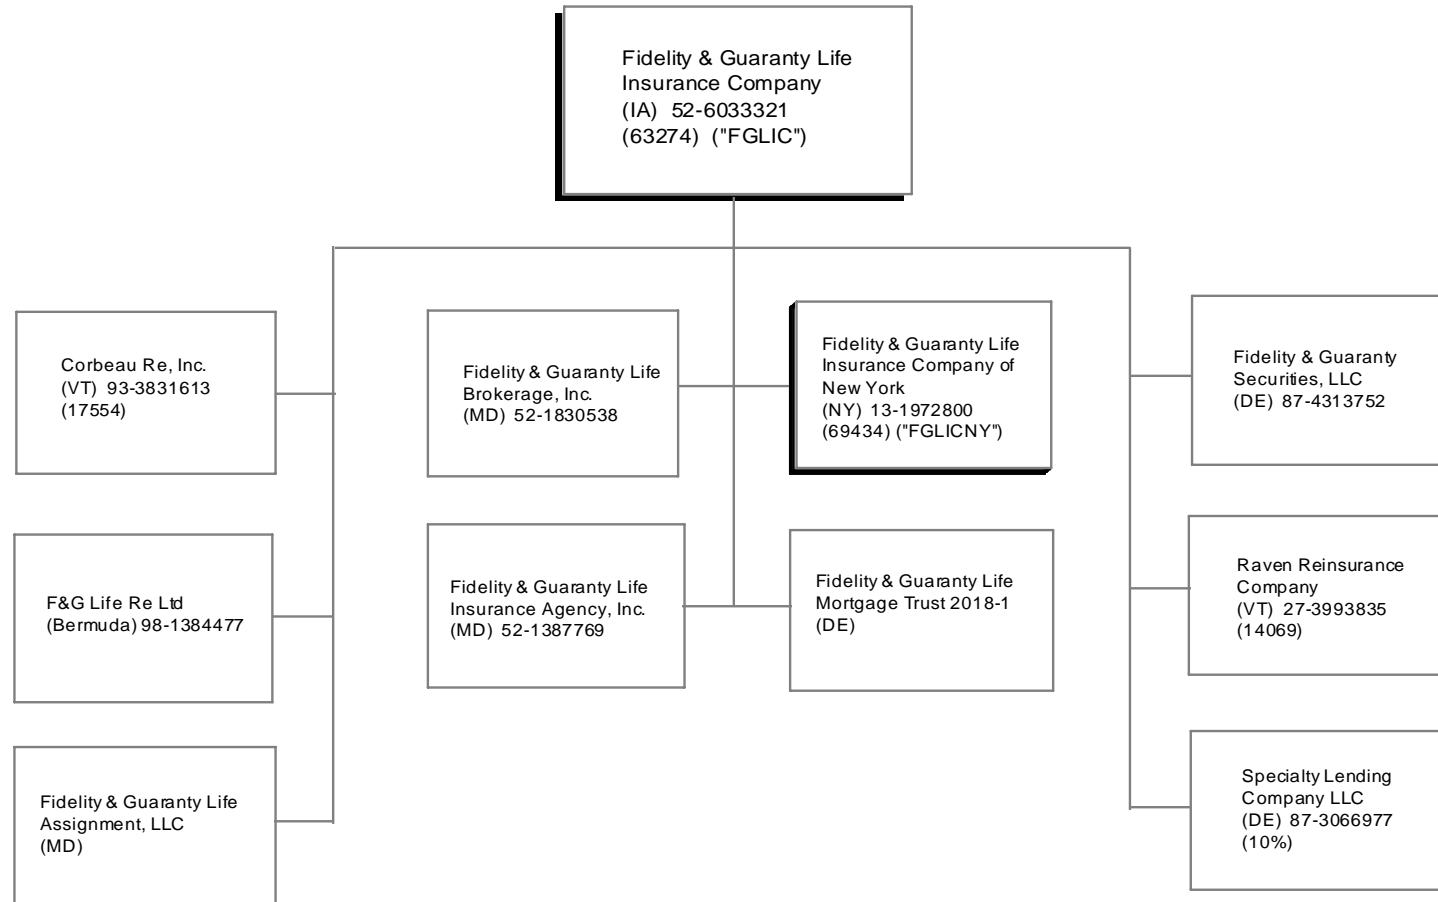 Fidelity & Guaranty Life
Insurance Company
(IA) 52-6033321
(63274) ("FGLIC")
Corbeau Re, Inc.
(VT) 93-3831613
(17554)
Fidelity & Guaranty Life
Brokerage, Inc.
(MD) 52-1830538
Fidelity & Guaranty Life
Insurance Company of
New York
(NY) 13-1972800
(69434) ("FGLICNY")
Fidelity & Guaranty
Securities, LLC
(DE) 87-4313752
F&G Life Re Ltd
(Bermuda) 98-1384477
Fidelity & Guaranty Life
Insurance Agency, Inc.
(MD) 52-1387769
Fidelity & Guaranty Life
Mortgage Trust 2018-1
(DE)
Raven Reinsurance
Company
(VT) 27-3993835
(14069)
Fidelity & Guaranty Life
Assignment, LLC
(MD)
Specialty Lending
Company LLC
(DE) 87-3066977
(10%)